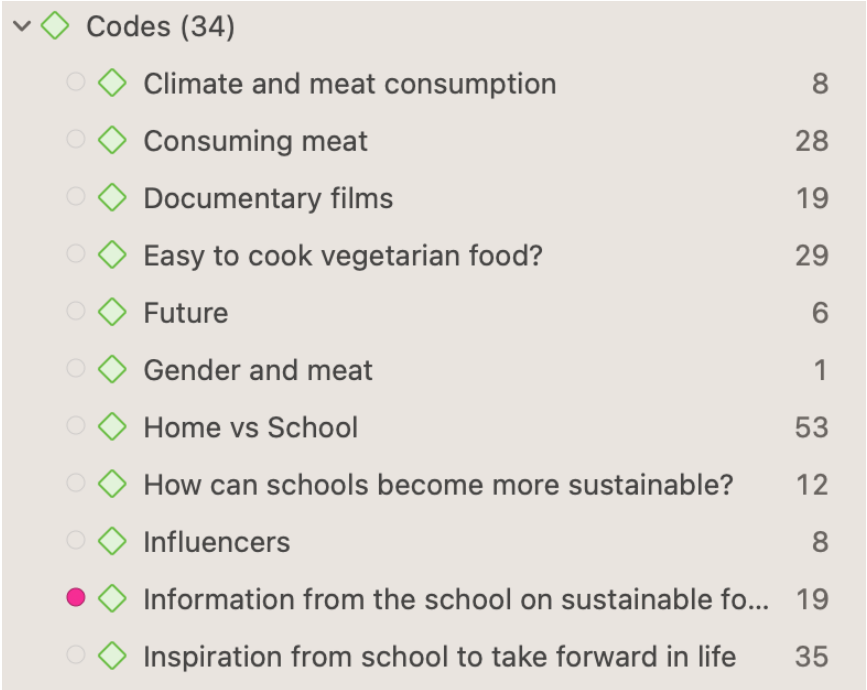 Codes (34)
Climate and meat consumption 8
Consuming meat 28
Documentary films 19
Easy to cook vegetarian food? 29
Future 6
Gender and meat 1
Home vs School 53
How can schools become more sustainable? 12
Influencers 8
Information from the school on sustainable fo... 19
Inspiration from school to take forward in life 35